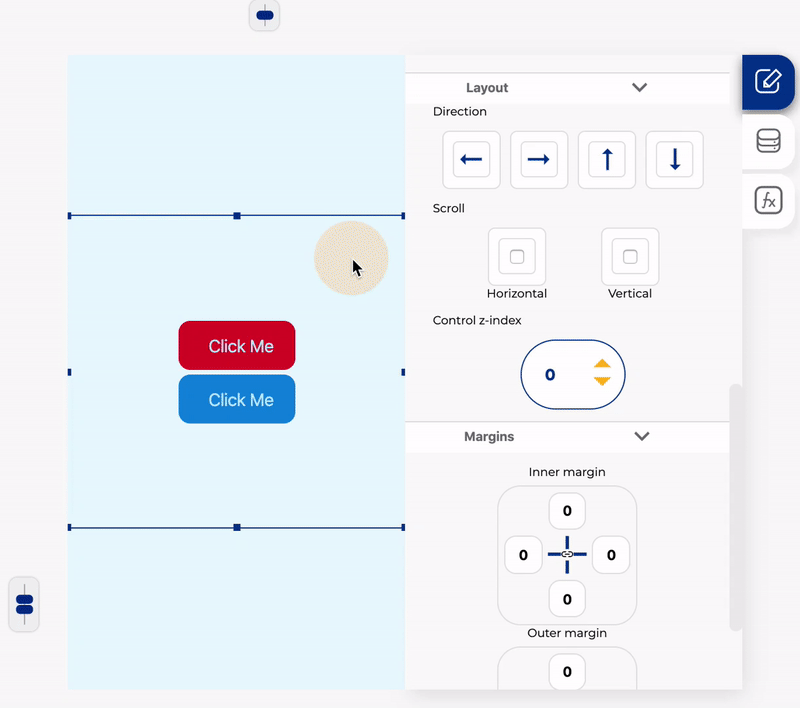 Layout
Direction
Scroll
Horizontal
Vertical
Control z-index
0
Click Me
Click Me
Margins
Inner margin
0
0
0
0
Outer margin
0
fx